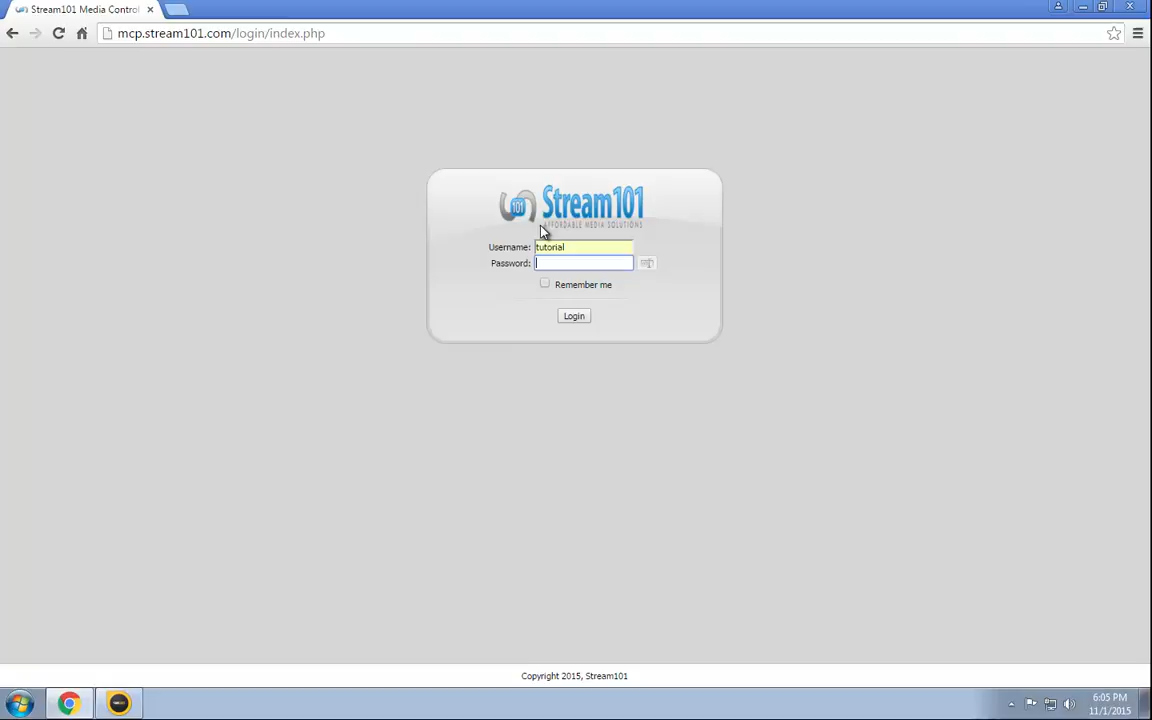 Stream101 Media Control
mcp.stream101.com/login/index.php
101 Stream101
AFFORDABLE MEDIA SOLUTIONS
Username: tutorial
Password:
Remember me
Login
Copyright 2015, Stream101
6:05 PM
11/1/2015